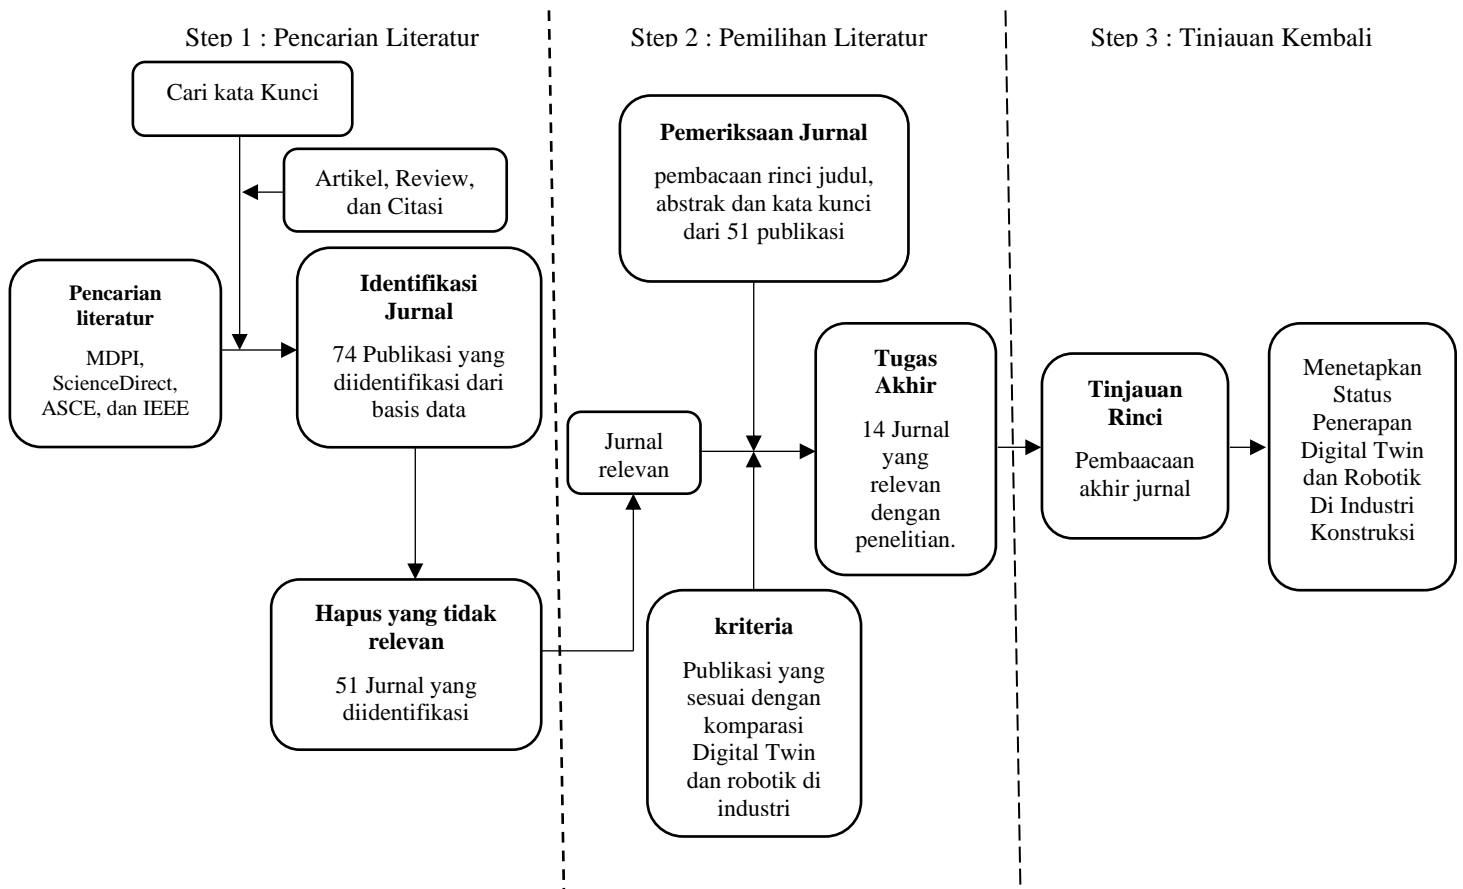 Step 1 : Pencarian Literatur
Cari kata Kunci
Artikel, Review,
dan Citasi
Pencarian
literatur
MDPI,
ScienceDirect,
ASCE, dan IEEE
Identifikasi
Jurnal
74 Publikasi yang
diidentifikasi dari
basis data
Hapus yang tidak
relevan
51 Jurnal yang
diidentifikasi
Step 2 : Pemilihan Literatur
Pemeriksaan Jurnal
pembacaan rinci judul,
abstrak dan kata kunci
dari 51 publikasi
Jurnal
relevan
Tugas
Akhir
14 Jurnal
yang
relevan
dengan
penelitian.
kriteria
Publikasi yang
sesuai dengan
komparasi
Digital Twin
dan robotik di
industri
Step 3 : Tinjauan Kembali
Tinjauan
Rinci
Pembaacaan
akhir jurnal
Menetapkan
Status
Penerapan
Digital Twin
dan Robotik
Di Industri
Konstruksi